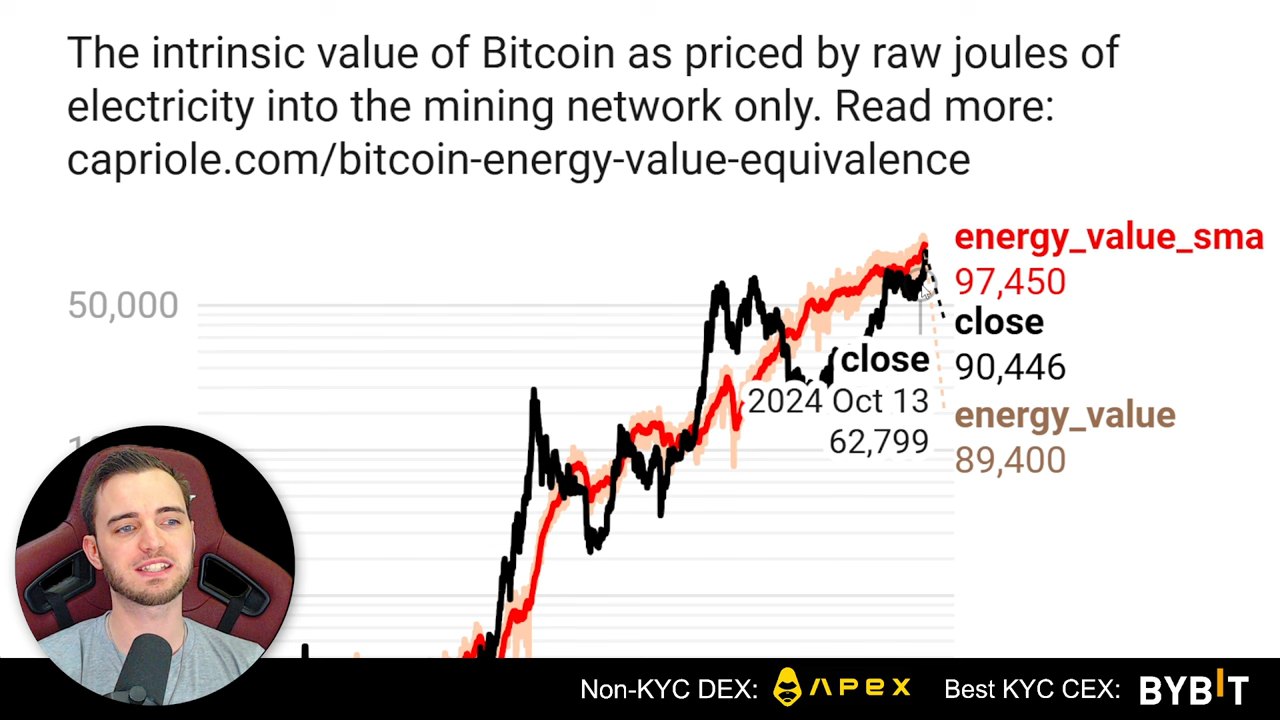 The intrinsic value of Bitcoin as priced by raw joules of
electricity into the mining network only. Read more:
capriole.com/bitcoin-energy-value-equivalence
energy_value_sma
97,450
50,000
close
90,446
close
2024 Oct 13
62,799
energy_value
89,400
Non-KYC DEX: APEX Best KYC CEX: BYBIT